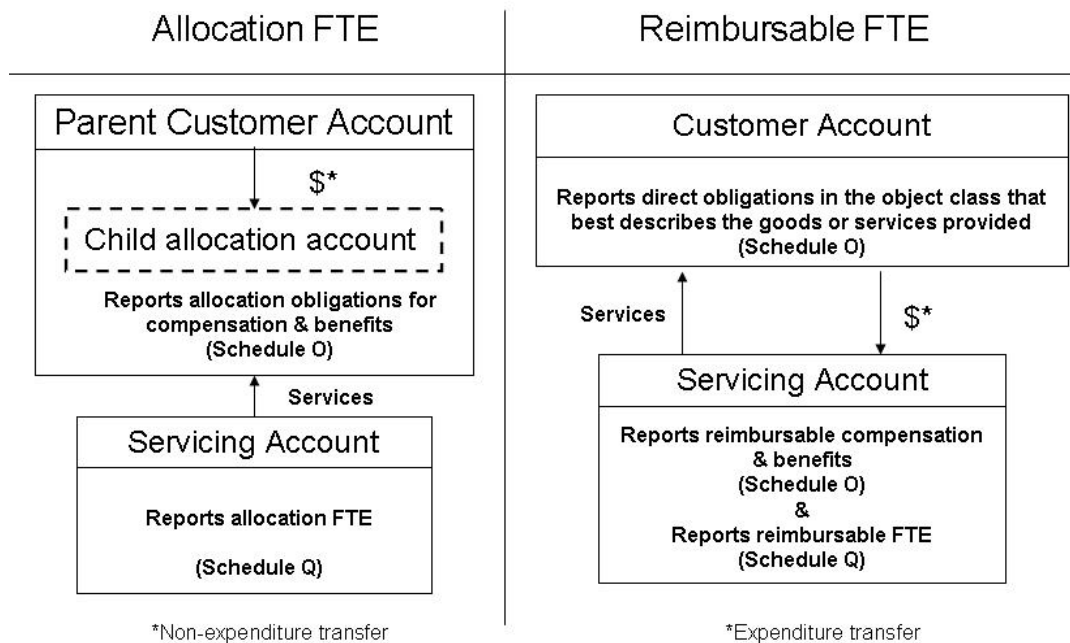 Allocation FTE
Parent Customer Account
$*
Child allocation account
Reports allocation obligations for
compensation & benefits
(Schedule O)
Services
Servicing Account
Reports allocation FTE
(Schedule Q)
*Non-expenditure transfer
Reimbursable FTE
Customer Account
Reports direct obligations in the object class that
best describes the goods or services provided
(Schedule O)
Services
$*
Servicing Account
Reports reimbursable compensation
& benefits
(Schedule O)
&
Reports reimbursable FTE
(Schedule Q)
*Expenditure transfer